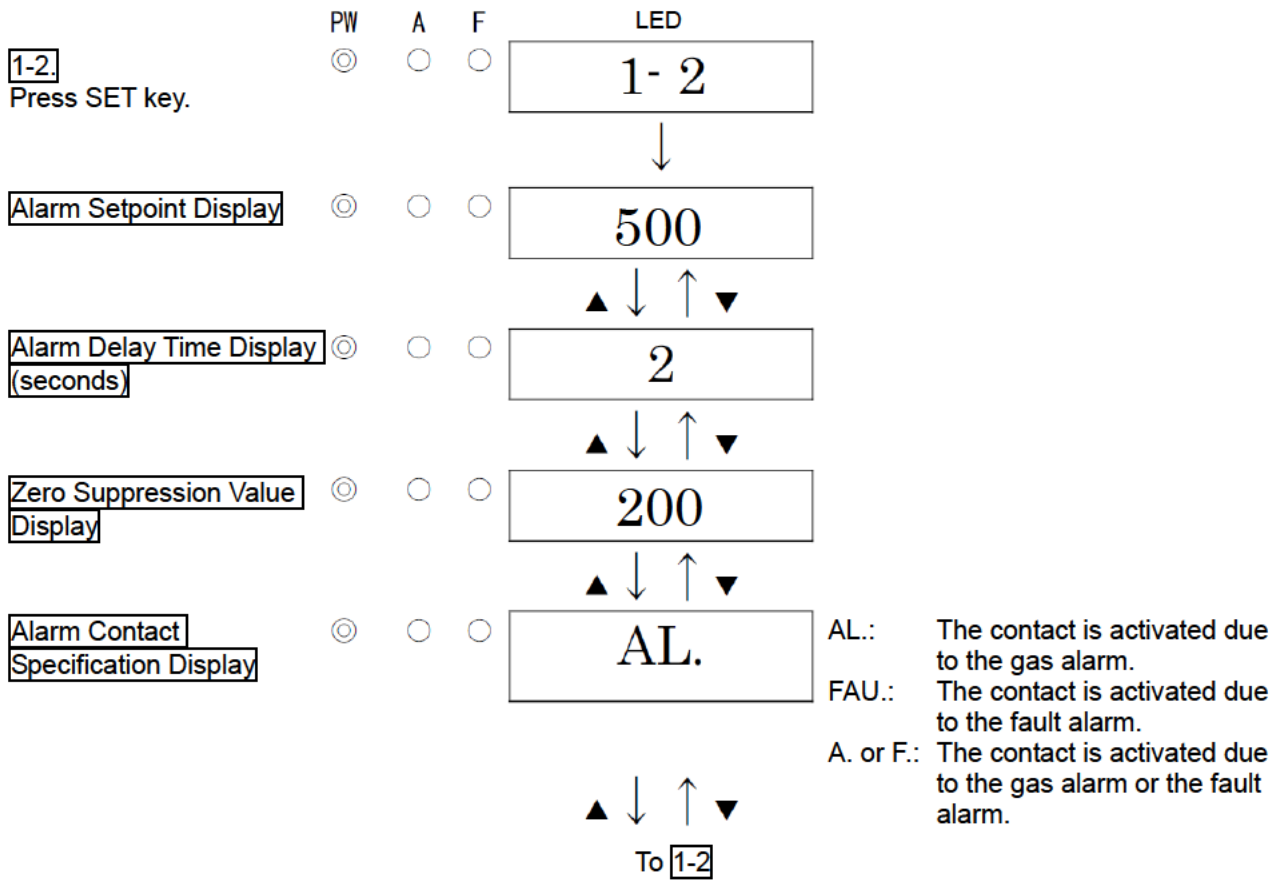 PW A F LED
1-2.
Press SET key.
1- 2
↓
Alarm Setpoint Display ◎ ○ ○ 500
▲ ↓ ↑ ▼
Alarm Delay Time Display ◎ ○ ○ 2
(seconds)
▲ ↓ ↑ ▼
Zero Suppression Value ◎ ○ ○ 200
Display
▲ ↓ ↑ ▼
Alarm Contact ◎ ○ ○ AL.
Specification Display
AL.: The contact is activated due
to the gas alarm.
FAU.: The contact is activated due
to the fault alarm.
A. or F.: The contact is activated due
to the gas alarm or the fault
alarm.
▲ ↓ ↑ ▼
To 1-2